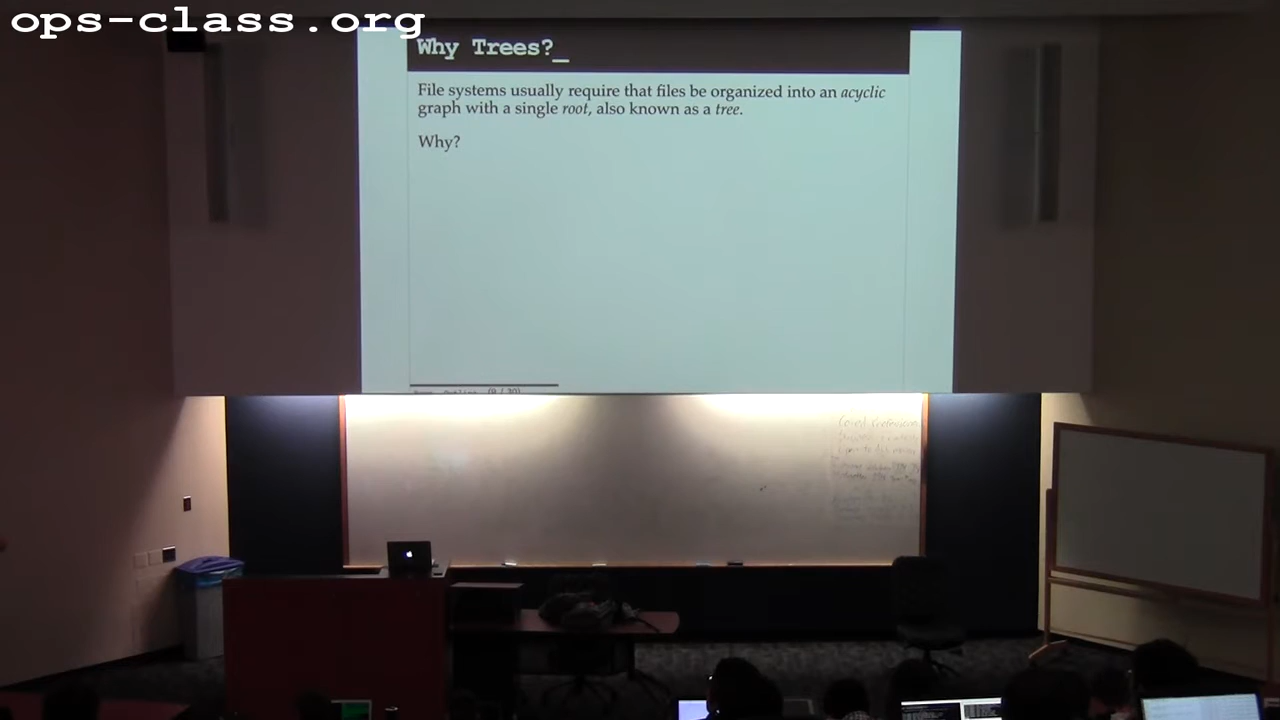 ops-class.org
Why Trees?_
File systems usually require that files be organized into an acyclic
graph with a single root, also known as a tree.
Why?